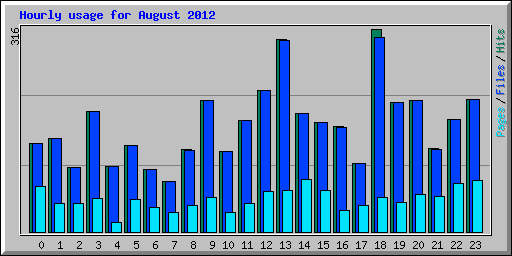 Hourly usage for August 2012
316
Pages/Files/Hits
0 1 2 3 4 5 6 7 8 9 10 11 12 13 14 15 16 17 18 19 20 21 22 23